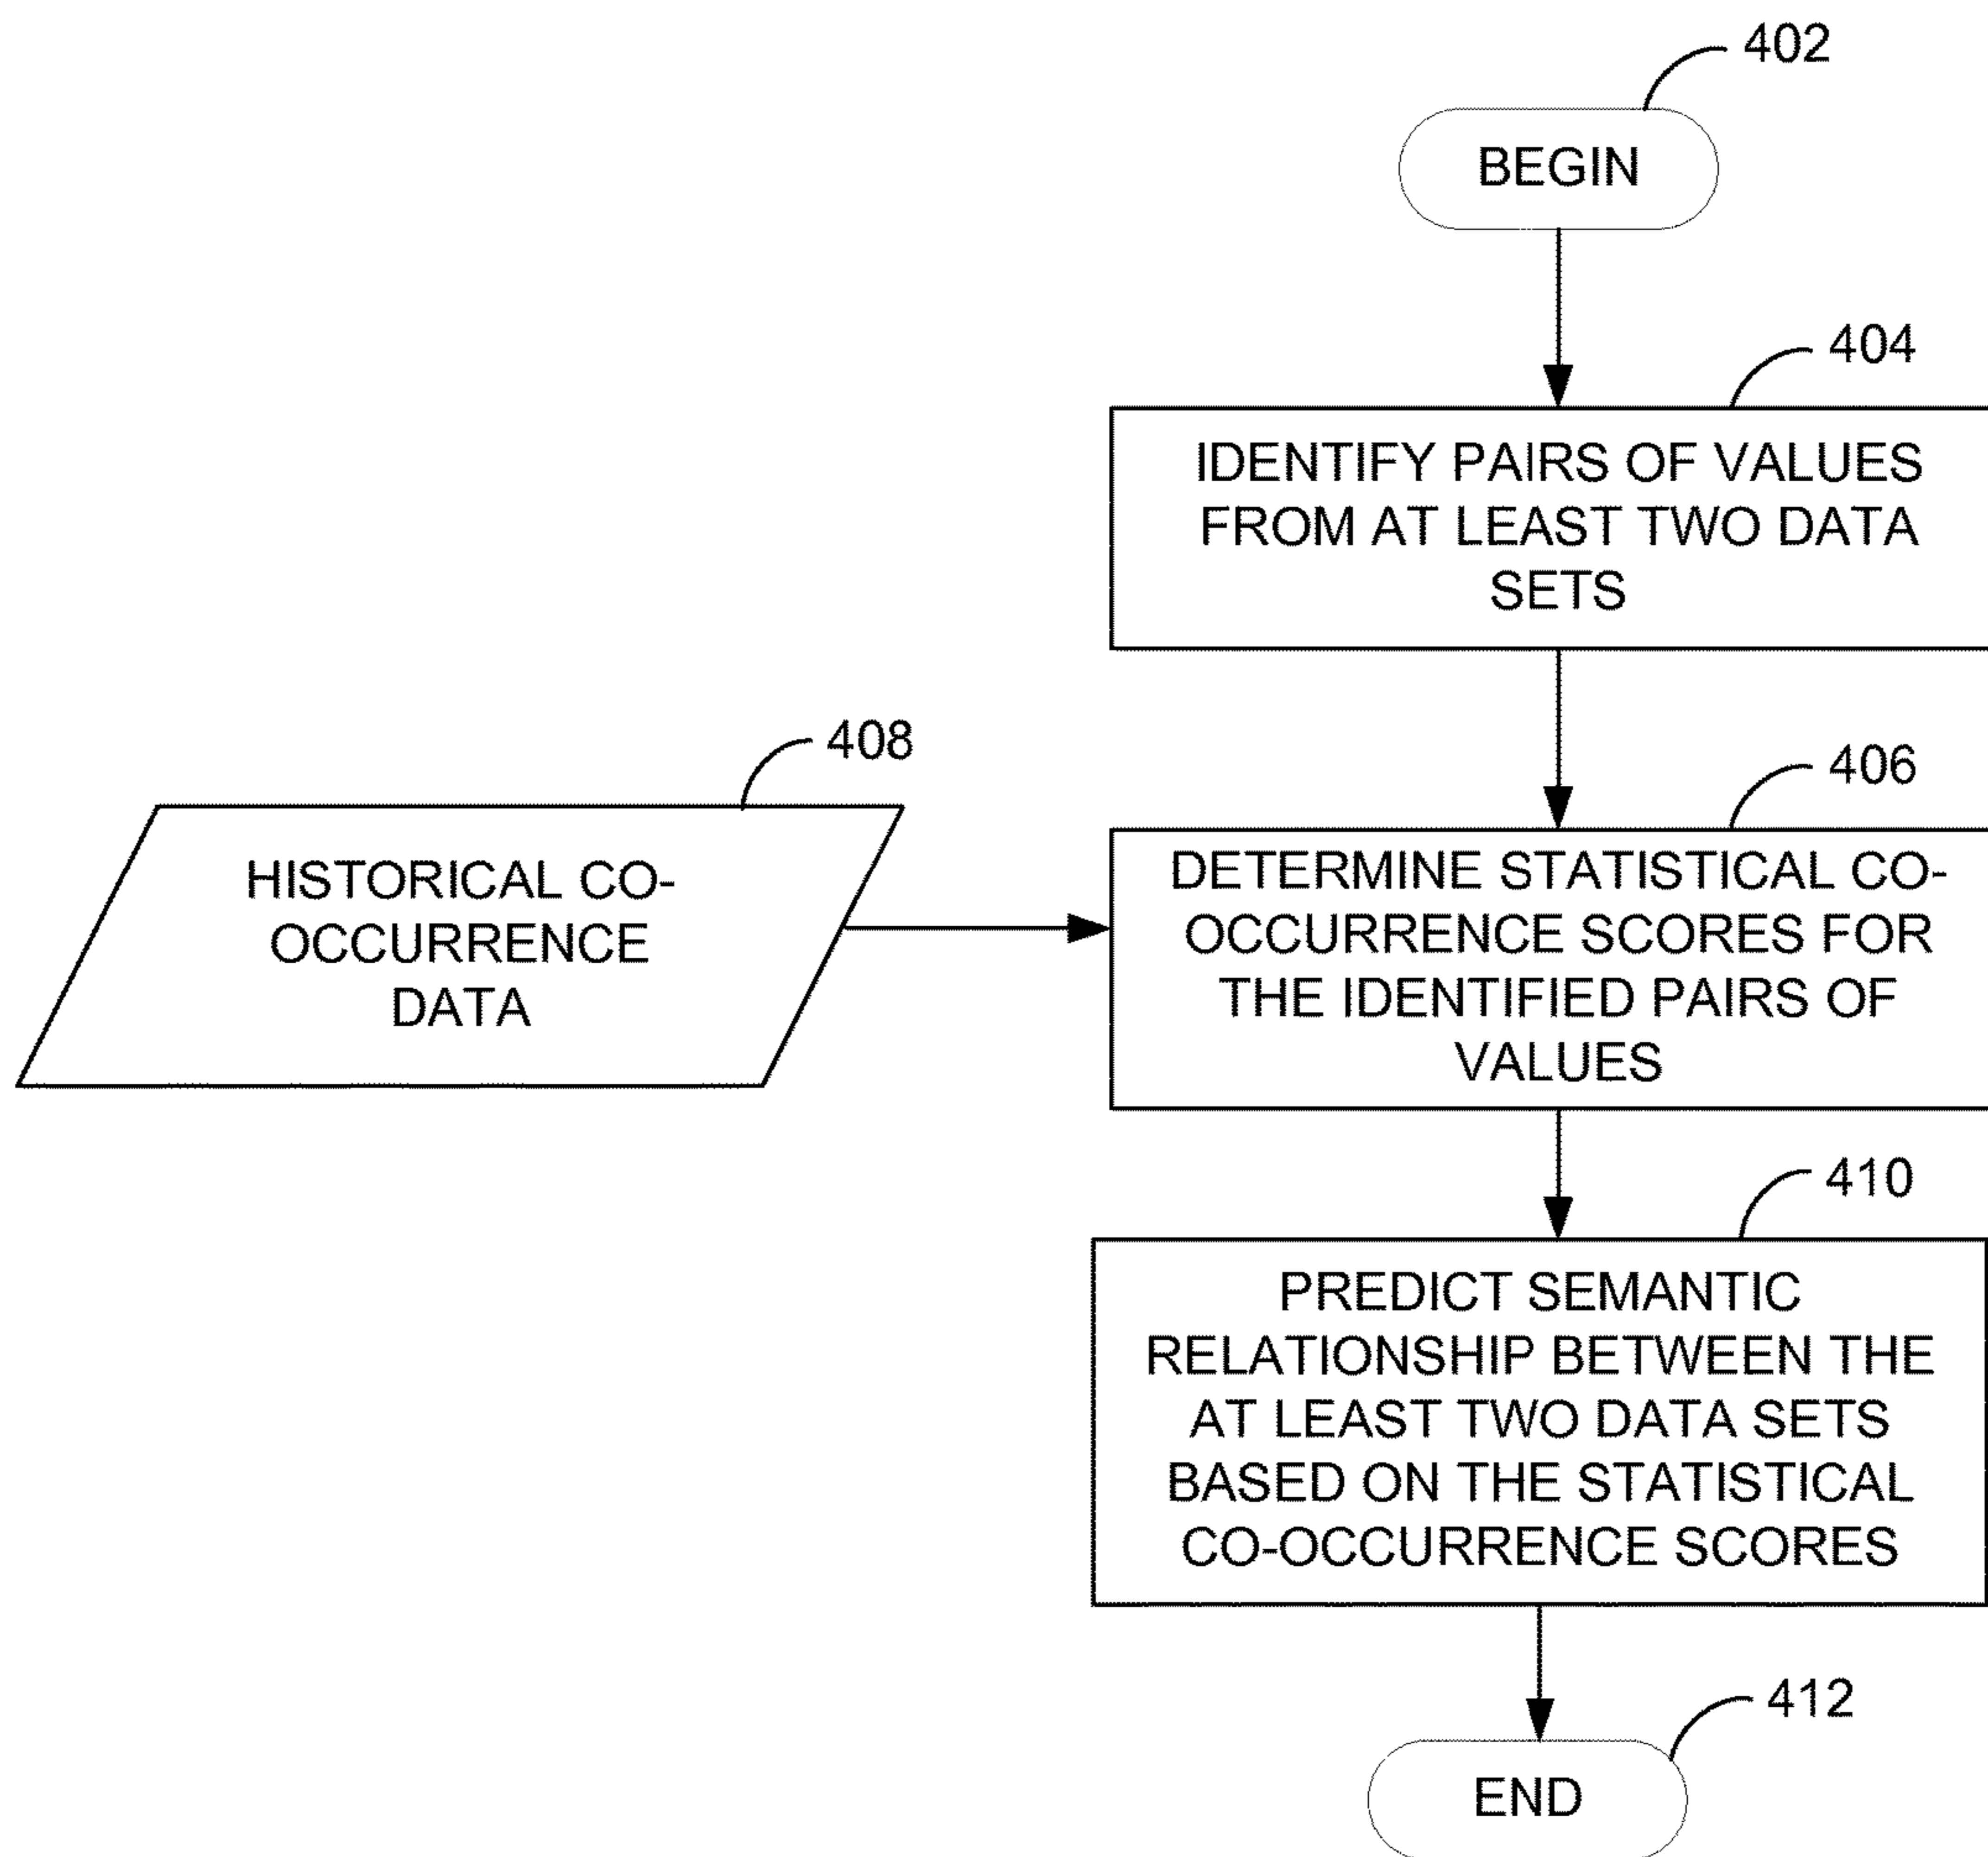 402
BEGIN
404
IDENTIFY PAIRS OF VALUES
FROM AT LEAST TWO DATA
SETS
408
HISTORICAL CO-
OCCURRENCE
DATA
406
DETERMINE STATISTICAL CO-
OCCURRENCE SCORES FOR
THE IDENTIFIED PAIRS OF
VALUES
410
PREDICT SEMANTIC
RELATIONSHIP BETWEEN THE
AT LEAST TWO DATA SETS
BASED ON THE STATISTICAL
CO-OCCURRENCE SCORES
412
END